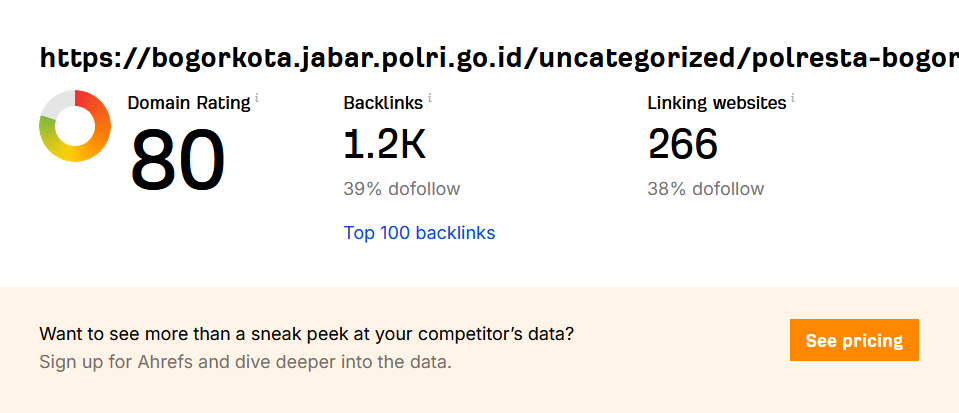 https://bogorkota.jabar.polri.go.id/uncategorized/polresta-bogor
Domain Rating i
80
Backlinks i
1.2K
39% dofollow
Top 100 backlinks
Linking websites i
266
38% dofollow
Want to see more than a sneak peek at your competitor’s data?
Sign up for Ahrefs and dive deeper into the data.
See pricing